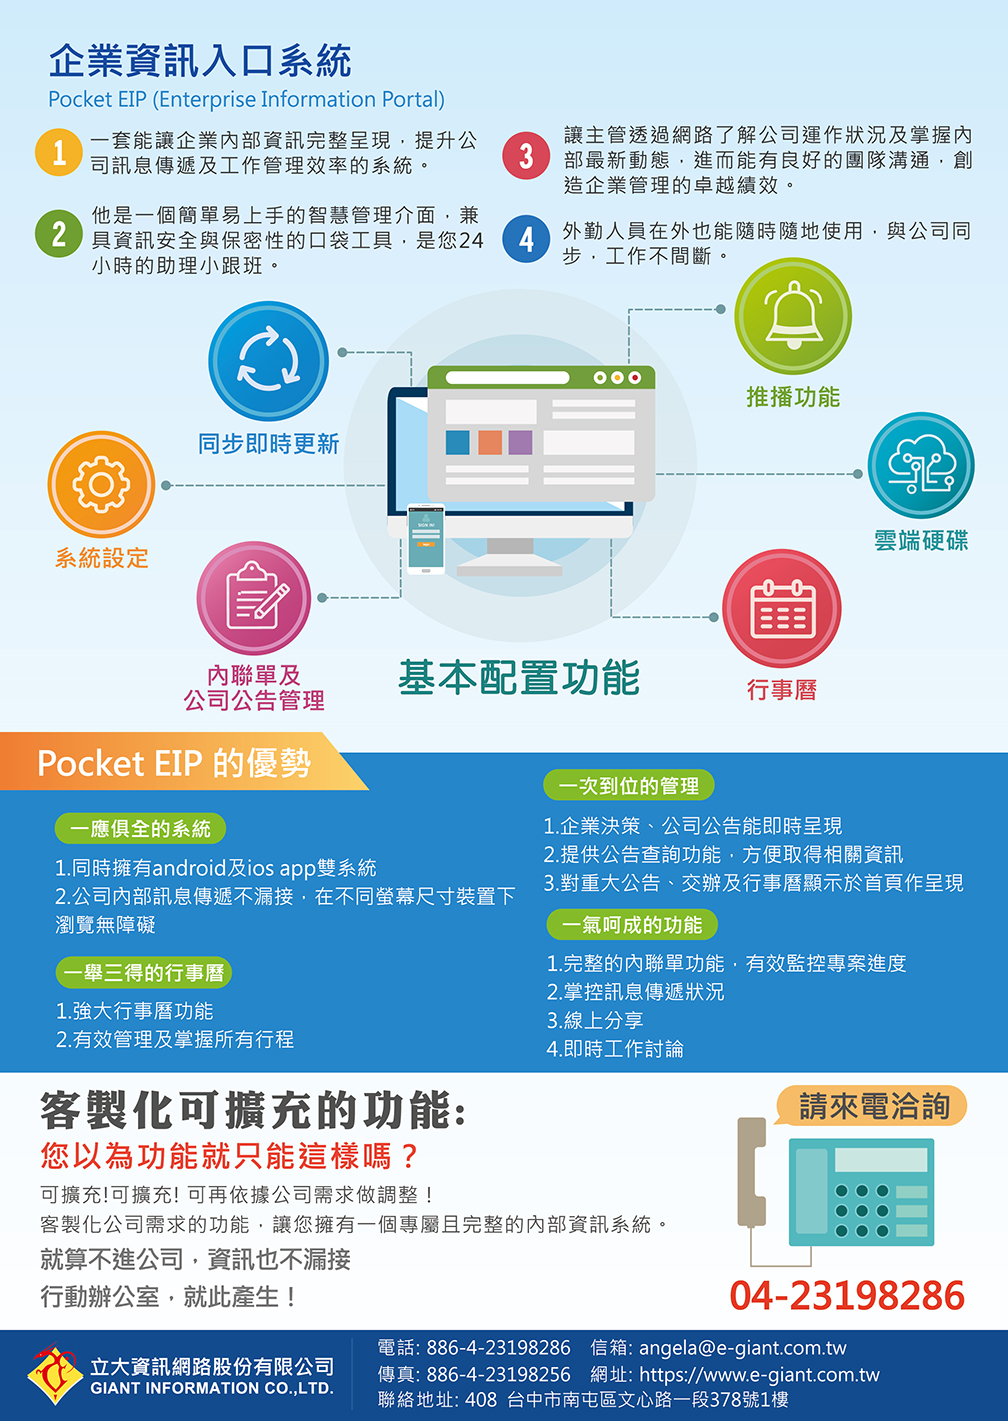 企業資訊入口系統
Pocket EIP (Enterprise Information Portal)
1
一套能讓企業內部資訊完整呈現，提升公
司訊息傳遞及工作管理效率的系統。
2
他是一個簡單易上手的智慧管理介面，兼
具資訊安全與保密性的口袋工具，是您24
小時的助理小跟班。
3
讓主管透過網路了解公司運作狀況及掌握內
部最新動態，進而能有良好的團隊溝通，創
造企業管理的卓越績效。
4
外勤人員在外也能隨時隨地使用，與公司同
步，工作不間斷。
同步即時更新
推播功能
系統設定
雲端硬碟
SIGN IN
內聯單及
公司公告管理
行事曆
基本配置功能
Pocket EIP 的優勢
一應俱全的系統
1.同時擁有android及ios app雙系統
2.公司內部訊息傳遞不漏接，在不同螢幕尺寸裝置下
瀏覽無障礙
一舉三得的行事曆
1.強大行事曆功能
2.有效管理及掌握所有行程
一次到位的管理
1.企業決策、公司公告能即時呈現
2.提供公告查詢功能，方便取得相關資訊
3.對重大公告、交辦及行事曆顯示於首頁作呈現
一氣呵成的功能
1.完整的內聯單功能，有效監控專案進度
2.掌控訊息傳遞狀況
3.線上分享
4.即時工作討論
客製化可擴充的功能:
您以為功能就只能這樣嗎？
可擴充!可擴充! 可再依據公司需求做調整！
客製化公司需求的功能，讓您擁有一個專屬且完整的內部資訊系統。
就算不進公司，資訊也不漏接
行動辦公室，就此產生！
請來電洽詢
04-23198286
立大資訊網路股份有限公司
GIANT INFORMATION CO.,LTD.
電話: 886-4-23198286 信箱: angela@e-giant.com.tw
傳真: 886-4-23198256 網址: https://www.e-giant.com.tw
聯絡地址: 408 台中市南屯區文心路一段378號1樓